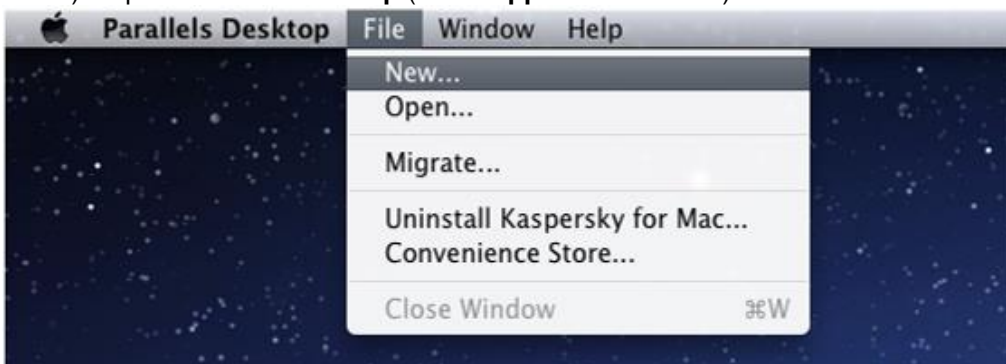 Parallels Desktop File Window Help
New...
Open...
Migrate...
Uninstall Kaspersky for Mac...
Convenience Store...
Close Window ⌘W